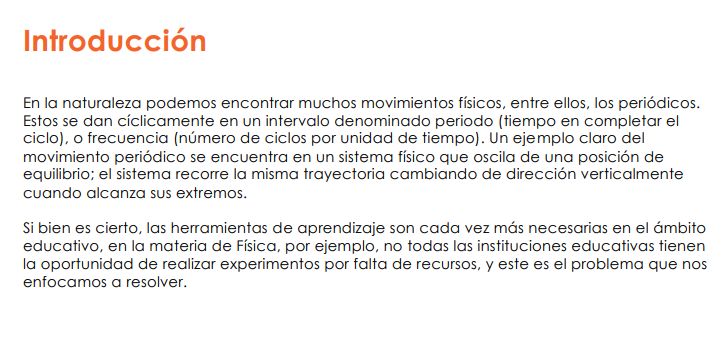 Introducción
En la naturaleza podemos encontrar muchos movimientos físicos, entre ellos, los periódicos.
Estos se dan cíclicamente en un intervalo denominado periodo (tiempo en completar el
ciclo), o frecuencia (número de ciclos por unidad de tiempo). Un ejemplo claro del
movimiento periódico se encuentra en un sistema físico que oscila de una posición de
equilibrio; el sistema recorre la misma trayectoria cambiando de dirección verticalmente
cuando alcanza sus extremos.
Si bien es cierto, las herramientas de aprendizaje son cada vez más necesarias en el ámbito
educativo, en la materia de Física, por ejemplo, no todas las instituciones educativas tienen
la oportunidad de realizar experimentos por falta de recursos, y este es el problema que nos
enfocamos a resolver.